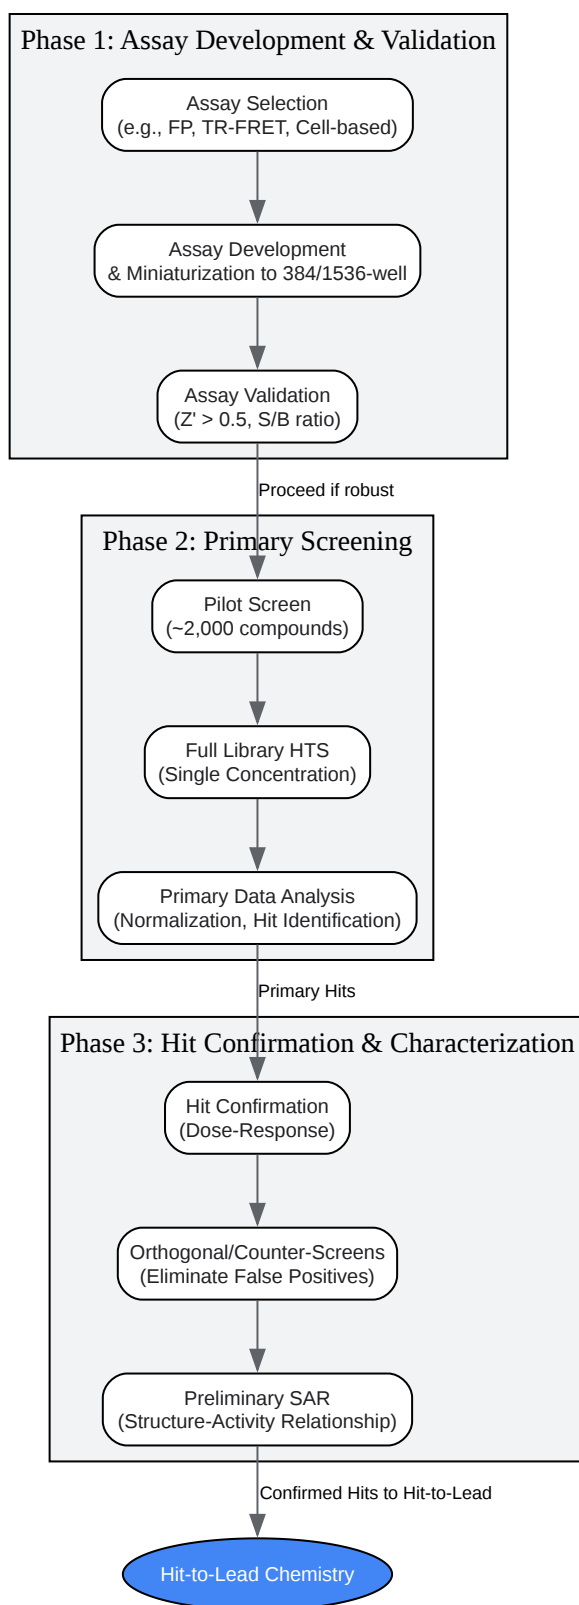 Phase 1: Assay Development & Validation
Assay Selection
(e.g., FP, TR-FRET, Cell-based)
Assay Development
& Miniaturization to 384/1536-well
Assay Validation
(Z' > 0.5, S/B ratio)
Proceed if robust
Phase 2: Primary Screening
Pilot Screen
(~2,000 compounds)
Full Library HTS
(Single Concentration)
Primary Data Analysis
(Normalization, Hit Identification)
Primary Hits
Phase 3: Hit Confirmation & Characterization
Hit Confirmation
(Dose-Response)
Orthogonal/Counter-Screens
(Eliminate False Positives)
Preliminary SAR
(Structure-Activity Relationship)
Confirmed Hits to Hit-to-Lead
Hit-to-Lead Chemistry